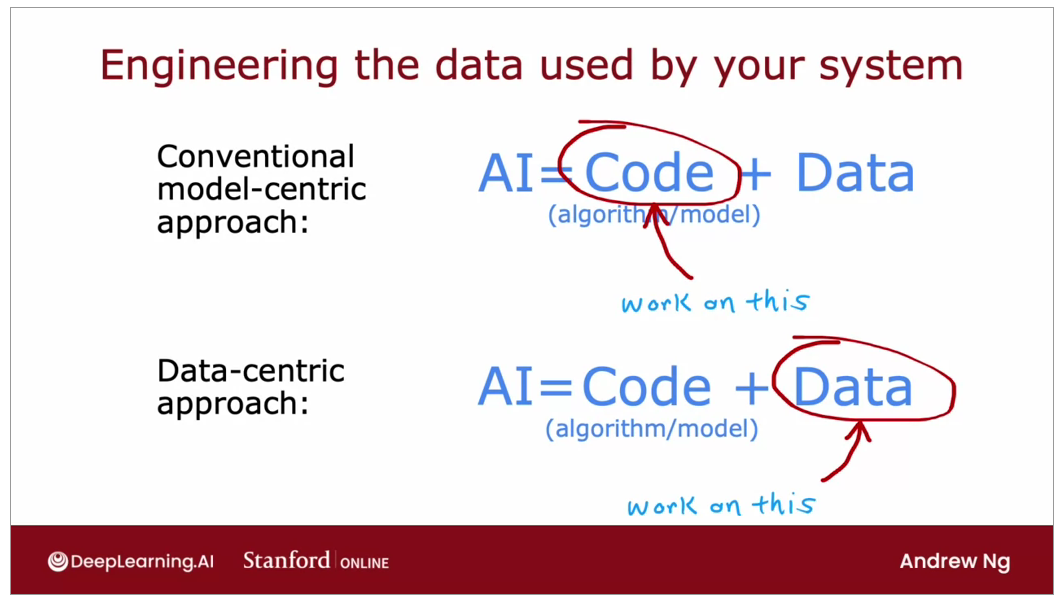 Engineering the data used by your system
Conventional
model-centric
approach:
AI=Code + Data
(algorithm/model)
work on this
Data-centric
approach:
AI=Code + Data
(algorithm/model)
work on this
DeepLearning.AI
Stanford ONLINE
Andrew Ng